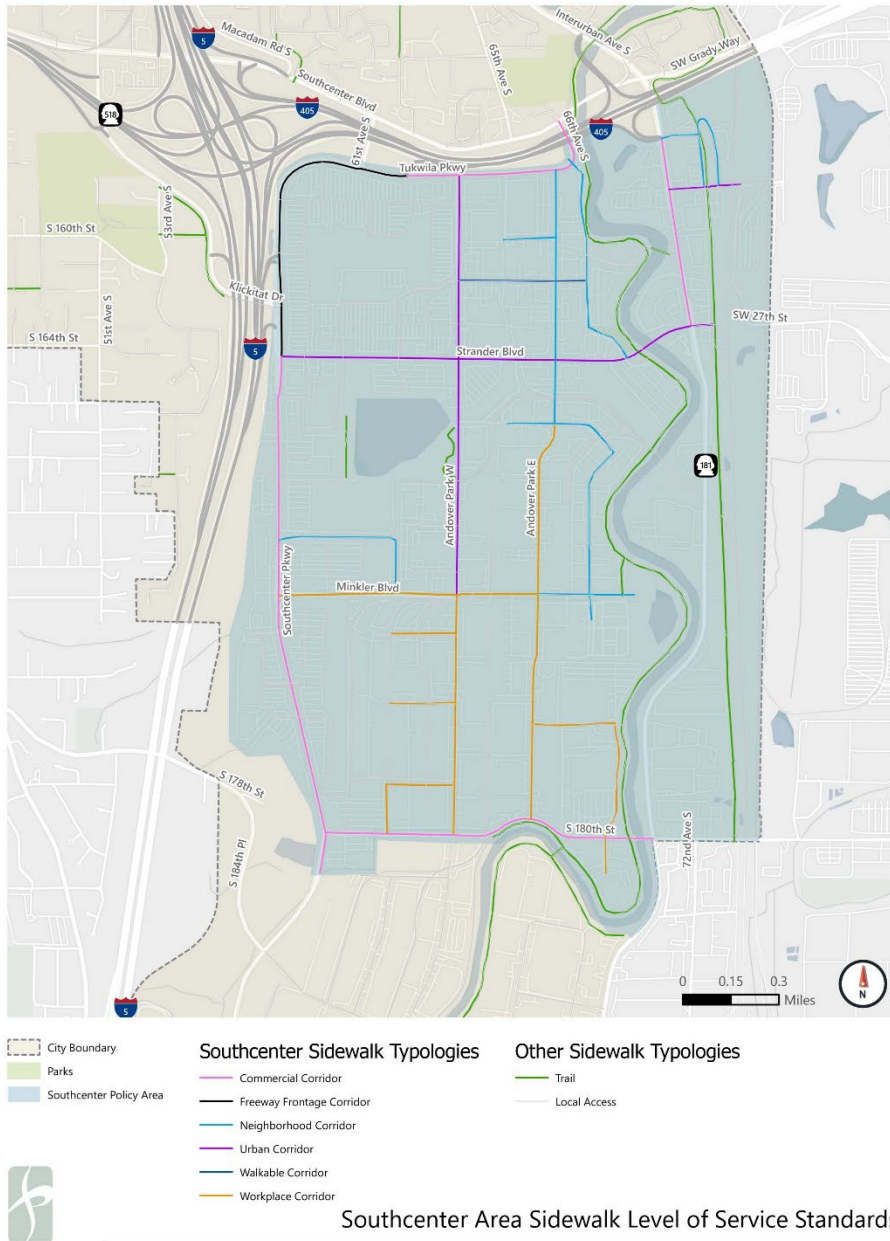 5
Macadam Rd S
Interurban Ave S
65th Ave S
SW Grady Way
Southcenter Blvd
405
518
61st Ave S
66th Ave S
405
Tukwila Pkwy
53rd Ave S
S 160th St
Klickitat Dr
51st Ave S
SW 27th St
S 164th St
5
Strander Blvd
181
Andover Park W
Andover Park E
Southcenter Pkwy
Minkler Blvd
S 178th St
S 180th St
72nd Ave S
S 184th Pl
0 0.15 0.3
Miles
N
5
City Boundary
Parks
Southcenter Policy Area
Southcenter Sidewalk Typologies
Commercial Corridor
Freeway Frontage Corridor
Neighborhood Corridor
Urban Corridor
Walkable Corridor
Workplace Corridor
Other Sidewalk Typologies
Trail
Local Access
Southcenter Area Sidewalk Level of Service Standards